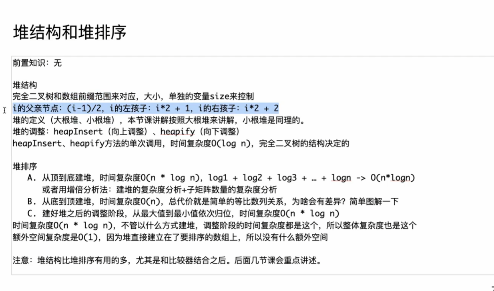 堆结构和堆排序
前置知识：无
堆结构
完全二叉树和数组前缀范围来对应，大小，单独的变量size来控制
i的父亲节点：(i-1)/2，i的左孩子：i*2 + 1，i的右孩子：i*2 + 2
堆的定义（大根堆、小根堆），本节课讲解按照大根堆来讲解，小根堆是同理的。
堆的调整：heapInsert（向上调整）、heapify（向下调整）
heapInsert、heapify方法的单次调用，时间复杂度O(log n)，完全二叉树的结构决定的
堆排序
A. 从顶到底建堆，时间复杂度O(n * log n)，log1 + log2 + log3 + … + logn -> O(n*logn)
或者用增倍分析法：建堆的复杂度分析+子矩阵数量的复杂度分析
B. 从底到顶建堆，时间复杂度O(n)，总代价就是简单的等比数列关系，为啥会有差异？简单图解一下
C. 建好堆之后的调整阶段，从最大值到最小值依次归位，时间复杂度O(n * log n)
时间复杂度O(n * log n)，不管以什么方式建堆，调整阶段的时间复杂度都是这个，所以整体复杂度也是这个
额外空间复杂度是O(1)，因为堆直接建立在了要排序的数组上，所以没有什么额外空间
注意：堆结构比堆排序有用的多，尤其是和比较器结合之后。后面几节课会重点讲述。